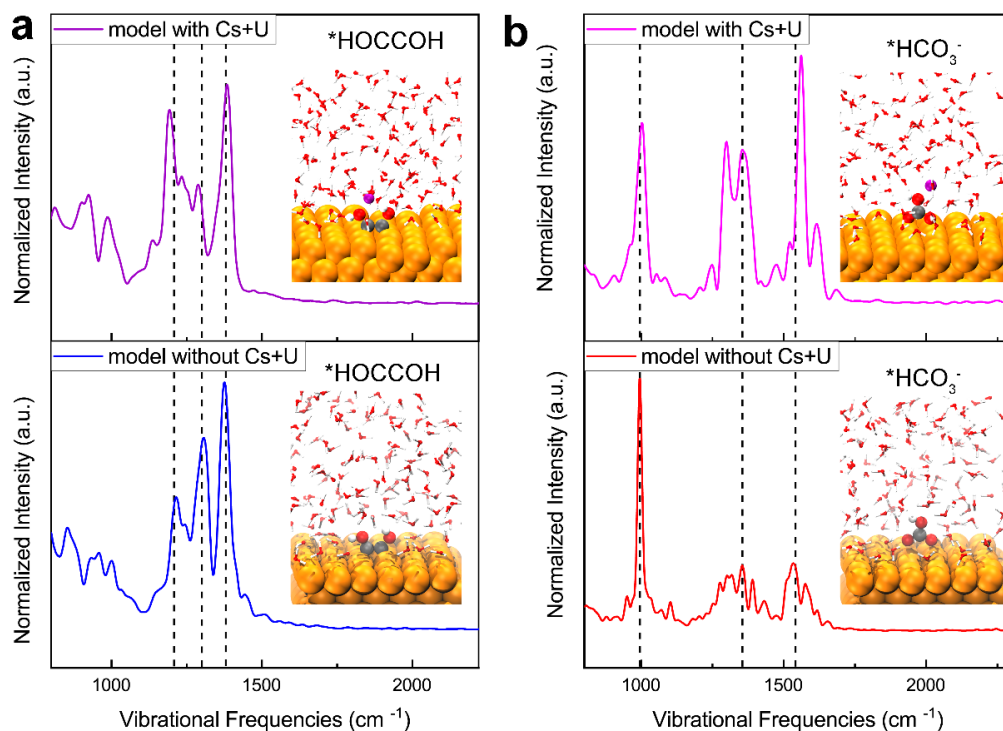 a
model with Cs+U
*HOCCOH
Normalized Intensity (a.u.)
model without Cs+U
*HOCCOH
Normalized Intensity (a.u.)
1000 1500 2000
Vibrational Frequencies (cm ⁻¹)
b
model with Cs+U
*HCO₃⁻
Normalized Intensity (a.u.)
model without Cs+U
*HCO₃⁻
Normalized Intensity (a.u.)
1000 1500 2000
Vibrational Frequencies (cm ⁻¹)